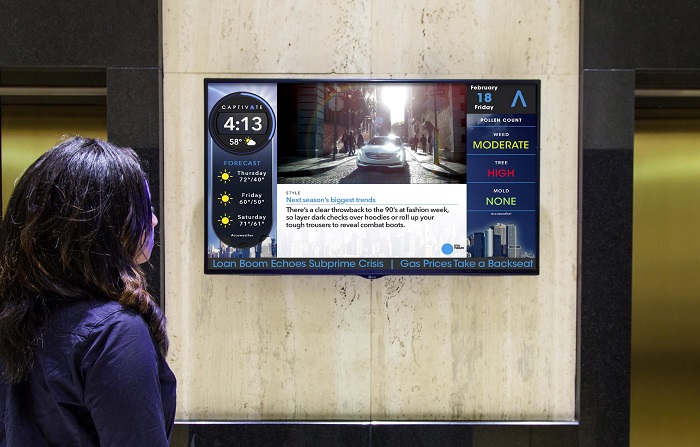 CAPTIVATE
4:13
58°
FORECAST
Thursday
72°/40°
Friday
60°/50°
Saturday
71°/61°
AccuWeather
STYLE
Next season's biggest trends
There's a clear throwback to the 90's at fashion week,
so layer dark checks over hoodies or roll up your
tough trousers to reveal combat boots.
February
18
Friday
POLLEN COUNT
WEED
MODERATE
TREE
HIGH
MOLD
NONE
AccuWeather
Loan Boom Echoes Subprime Crisis | Gas Prices Take a Backseat